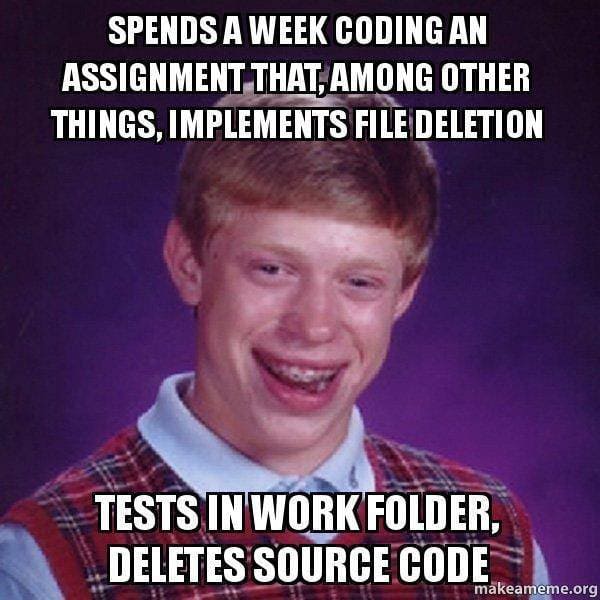 SPENDS A WEEK CODING AN
ASSIGNMENT THAT, AMONG OTHER
THINGS, IMPLEMENTS FILE DELETION
TESTS IN WORK FOLDER,
DELETES SOURCE CODE
makeameme.org